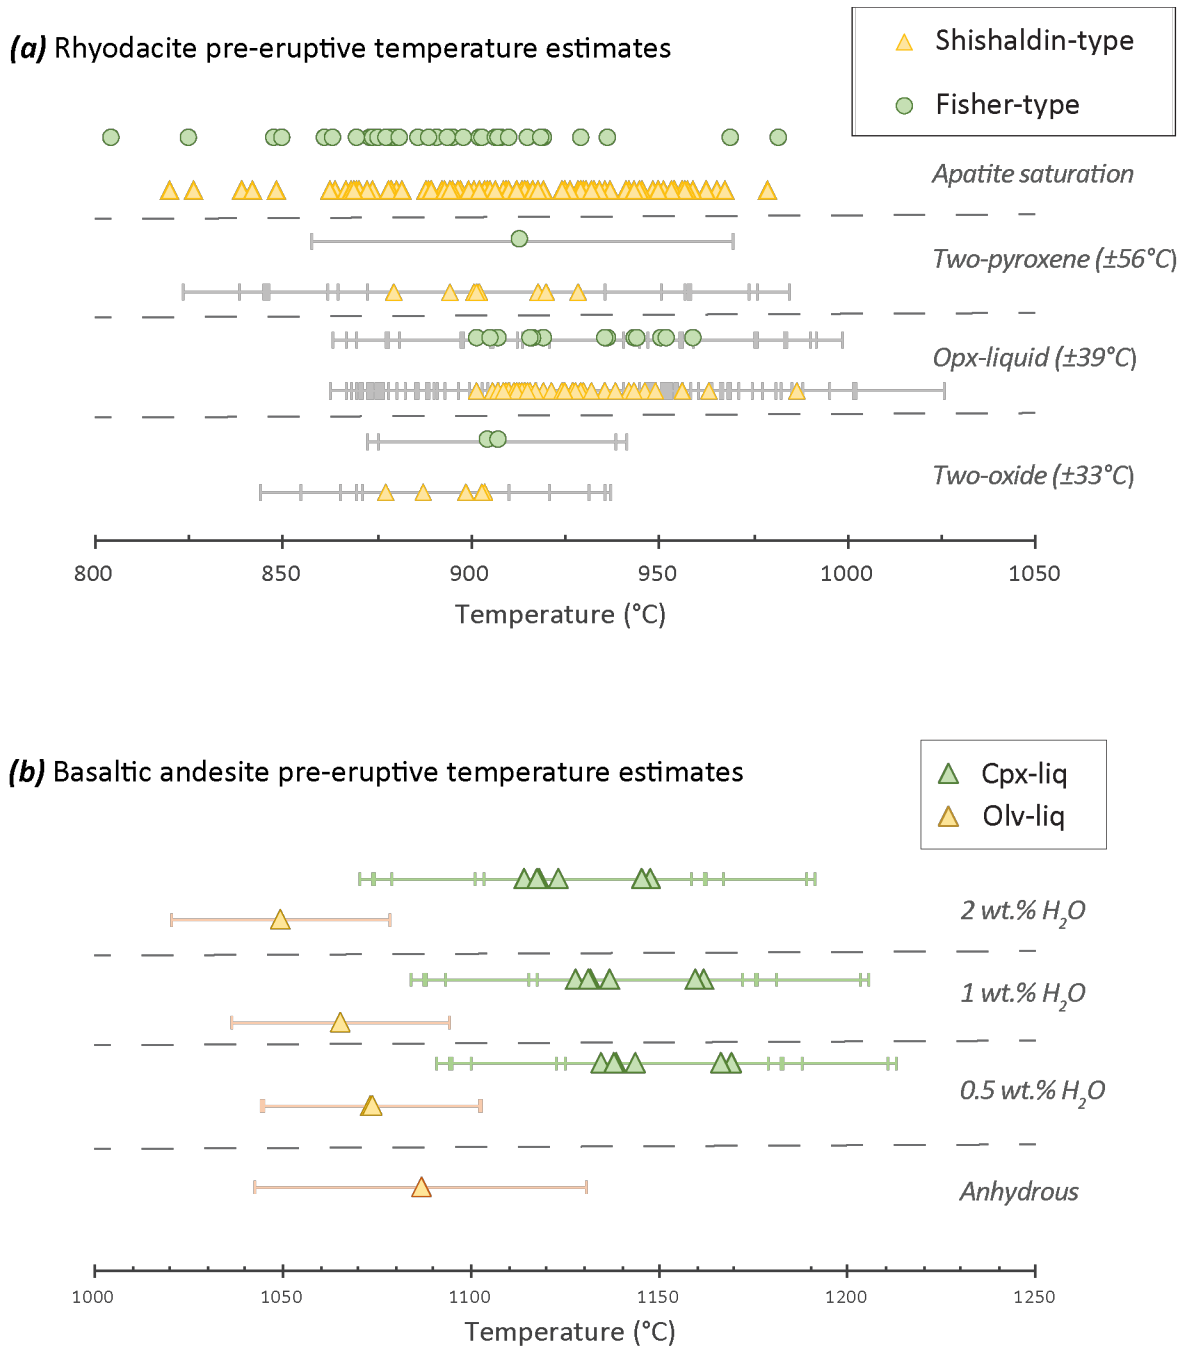 (a) Rhyodacite pre-eruptive temperature estimates
Shishaldin-type
Fisher-type
Apatite saturation
Two-pyroxene (±56°C)
Opx-liquid (±39°C)
Two-oxide (±33°C)
800 850 900 950 1000 1050
Temperature (°C)
(b) Basaltic andesite pre-eruptive temperature estimates
Cpx-liq
Olv-liq
2 wt.% H₂O
1 wt.% H₂O
0.5 wt.% H₂O
Anhydrous
1000 1050 1100 1150 1200 1250
Temperature (°C)